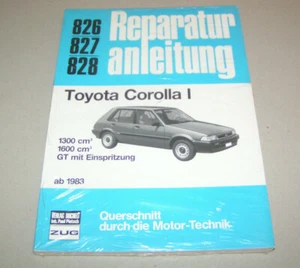 826
827
828
Reparatur
anleitung
Toyota Corolla I
1300 cm³
1600 cm³
GT mit Einspritzung
ab 1983
Querschnitt
durch die Motor-Technik
ZUG